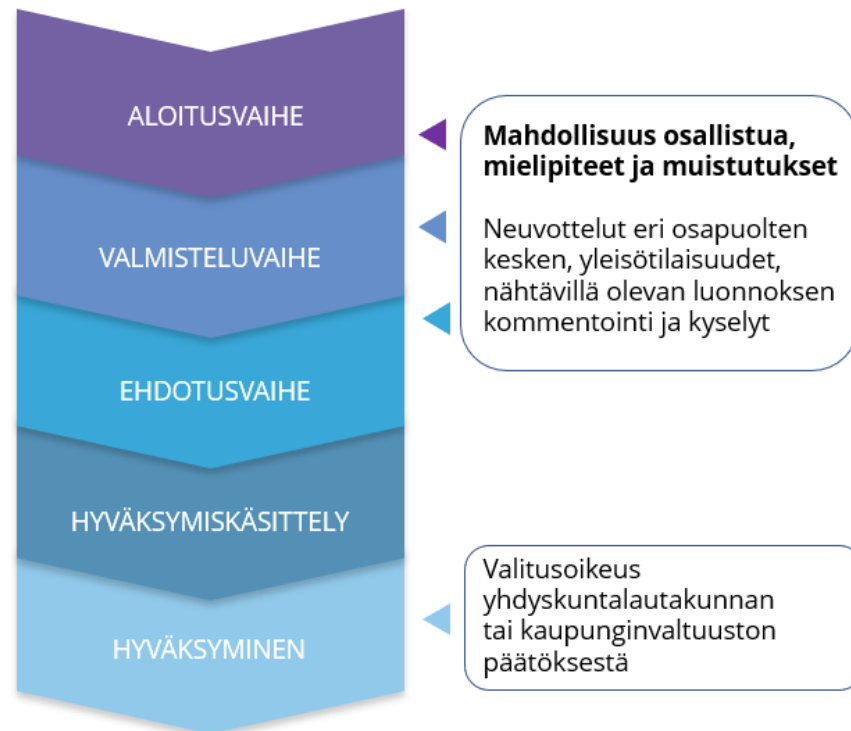 ALOITUSVAIHE
Mahdollisuus osallistua,
mielipiteet ja muistutukset
Neuvottelut eri osapuolten
kesken, yleisötilaisuudet,
nähtävillä olevan luonnoksen
kommentointi ja kyselyt
VALMISTELUVAIHE
EHDOTUSVAIHE
HYVÄKSYMISKÄSITTELY
HYVÄKSYMINEN
Valitusoikeus
yhdyskuntalautakunnan
tai kaupunginvaltuuston
päätöksestä